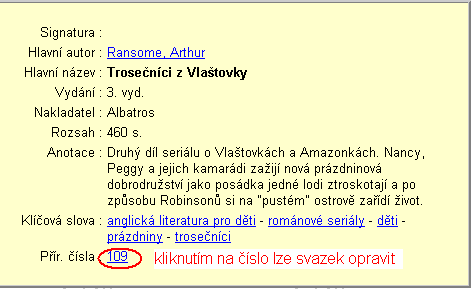 Signatura :
Hlavní autor : Ransome, Arthur
Hlavní název : Trosečníci z Vlaštovky
Vydání : 3. vyd.
Nakladatel : Albatros
Rozsah : 460 s.
Anotace : Druhý díl seriálu o Vlaštovkách a Amazonkách. Nancy,
Peggy a jejich kamarádi zažijí nová prázdninová
dobrodružství jako posádka jedné lodi ztroskotají a po
způsobu Robinsonů si na "pustém" ostrově zařídí život.
Klíčová slova : anglická literatura pro děti - románové seriály - děti -
prázdniny - trosečníci
Přír. čísla : 109 kliknutím na číslo lze svazek opravit